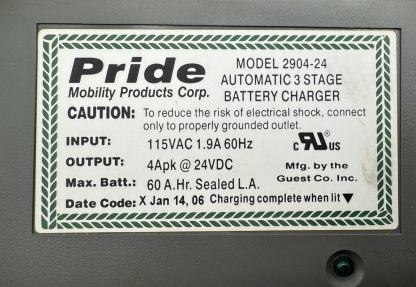 Pride
Mobility Products Corp.
MODEL 2904-24
AUTOMATIC 3 STAGE
BATTERY CHARGER
CAUTION: To reduce the risk of electrical shock, connect
only to properly grounded outlet.
INPUT: 115VAC 1.9A 60Hz
OUTPUT: 4Apk @ 24VDC
Max. Batt.: 60 A.Hr. Sealed L.A.
c RU US
Mfg. by the
Guest Co. Inc.
Date Code: X Jan 14, 06 Charging complete when lit ▼